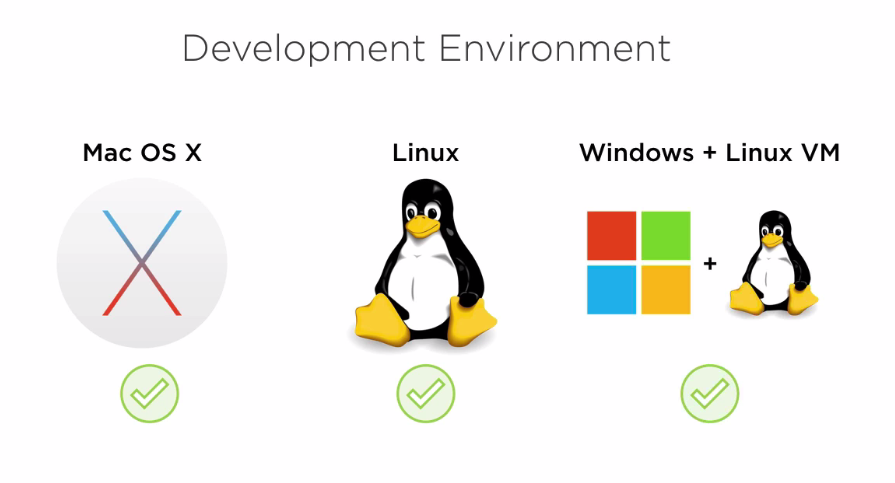 Development Environment
Mac OS X
Linux
Windows + Linux VM
+